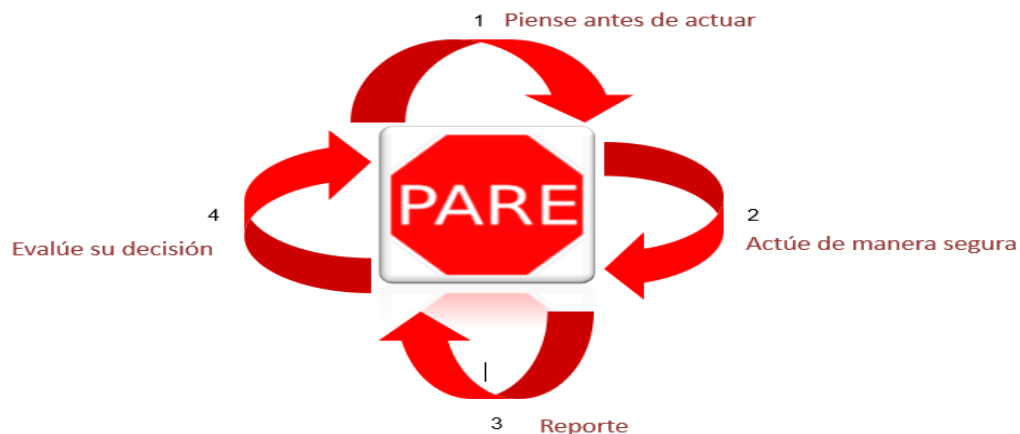 1 Piense antes de actuar
PARE
2
Actúe de manera segura
3 Reporte
4
Evalúe su decisión